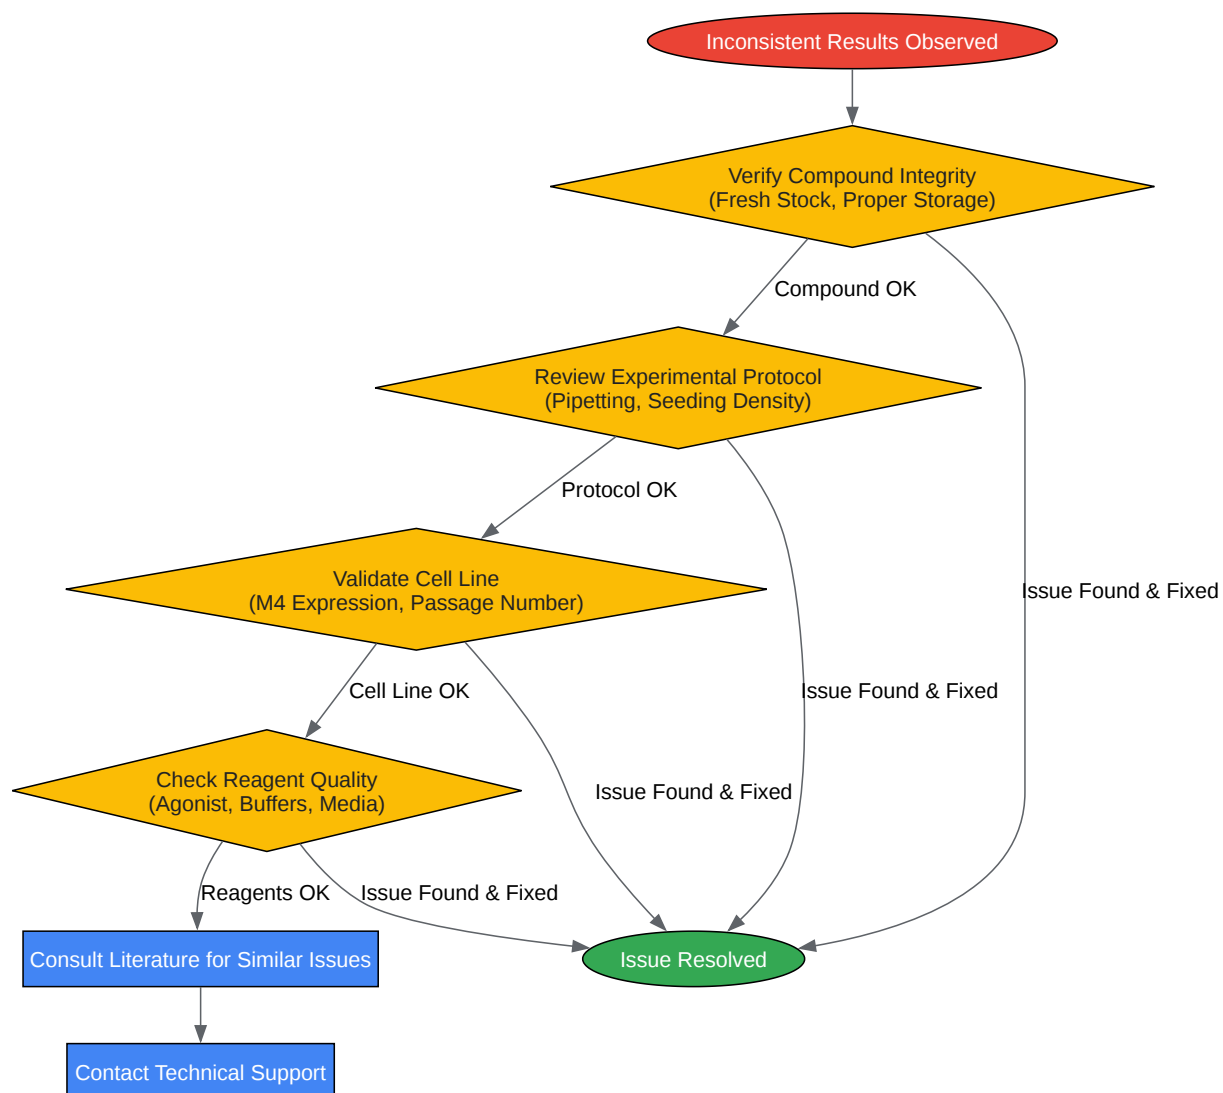 Inconsistent Results Observed
Verify Compound Integrity
(Fresh Stock, Proper Storage)
Compound OK
Review Experimental Protocol
(Pipetting, Seeding Density)
Protocol OK
Validate Cell Line
(M4 Expression, Passage Number)
Issue Found & Fixed
Cell Line OK
Issue Found & Fixed
Check Reagent Quality
(Agonist, Buffers, Media)
Issue Found & Fixed
Reagents OK
Issue Found & Fixed
Consult Literature for Similar Issues
Issue Resolved
Contact Technical Support